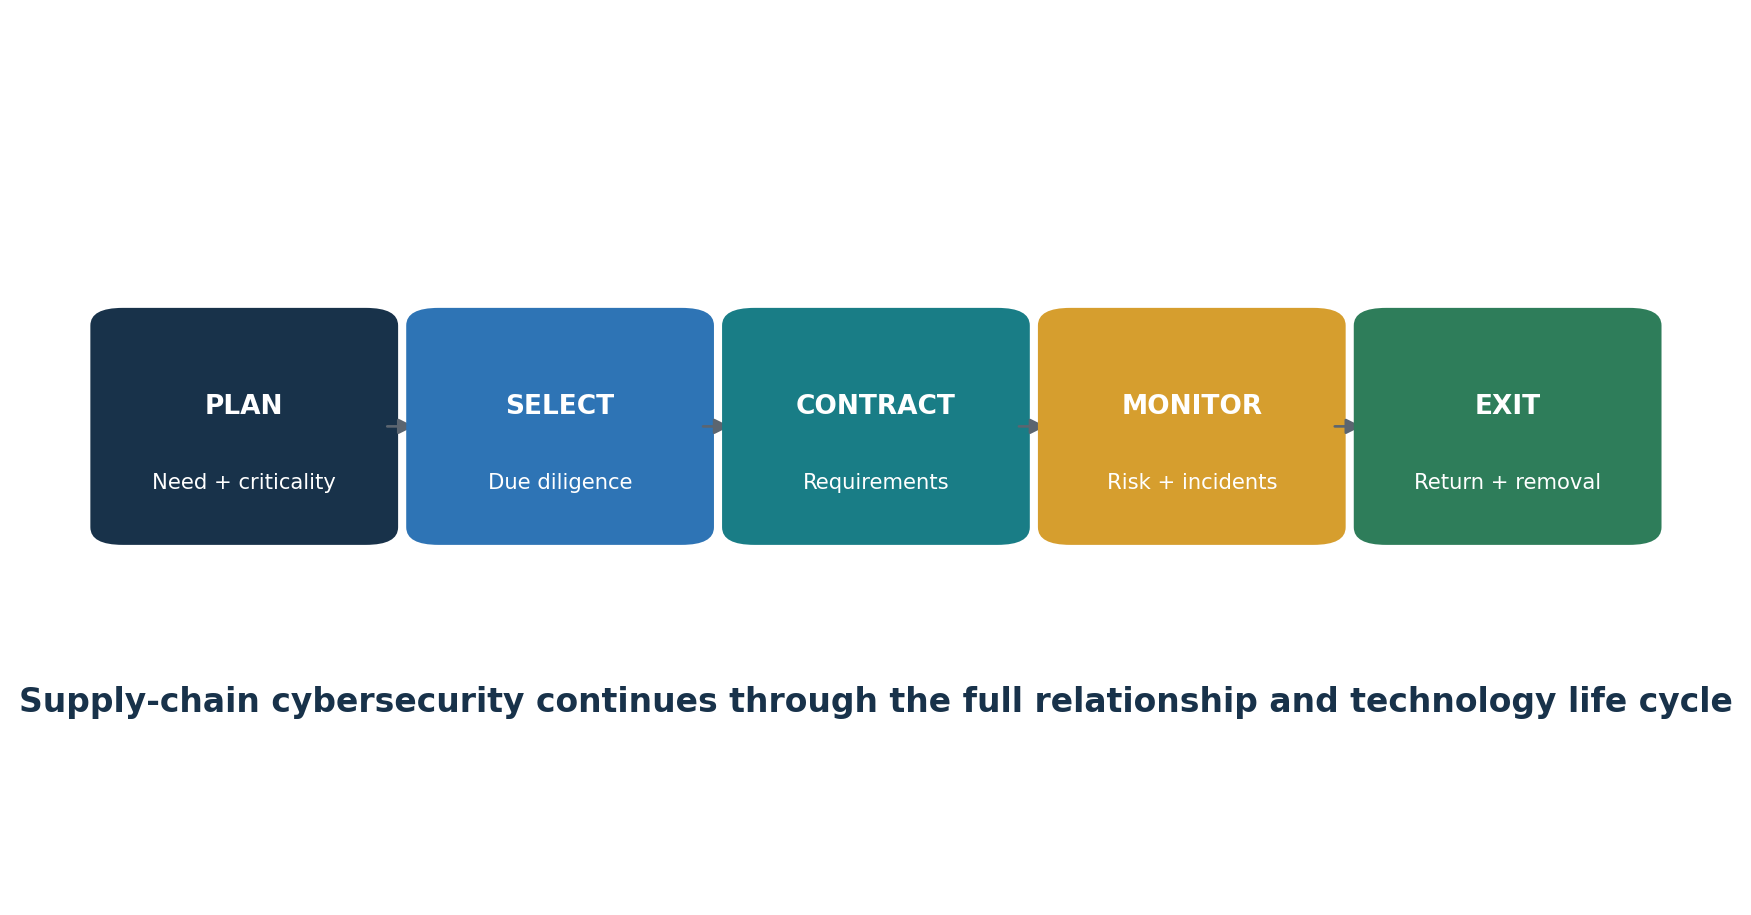 PLAN
Need + criticality
SELECT
Due diligence
CONTRACT
Requirements
MONITOR
Risk + incidents
EXIT
Return + removal
Supply-chain cybersecurity continues through the full relationship and technology life cycle